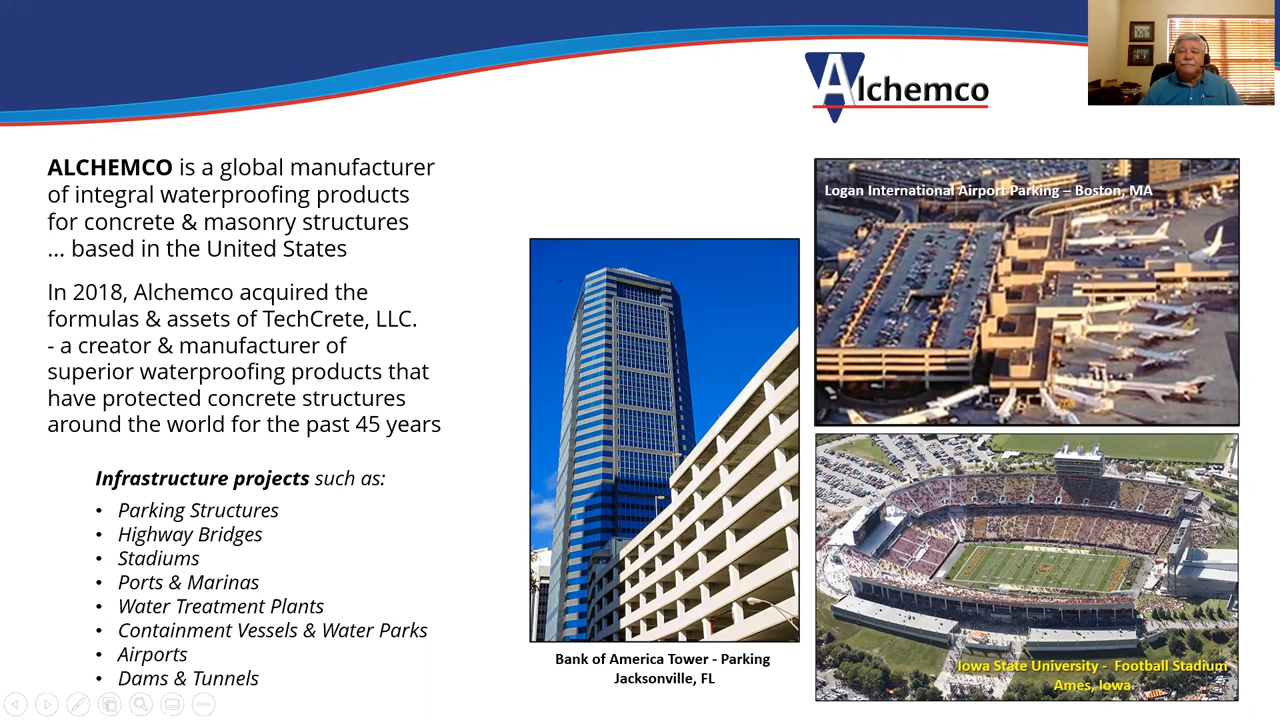 Alchemco
ALCHEMCO is a global manufacturer
of integral waterproofing products
for concrete & masonry structures
... based in the United States
In 2018, Alchemco acquired the
formulas & assets of TechCrete, LLC.
- a creator & manufacturer of
superior waterproofing products that
have protected concrete structures
around the world for the past 45 years
Infrastructure projects such as:
• Parking Structures
• Highway Bridges
• Stadiums
• Ports & Marinas
• Water Treatment Plants
• Containment Vessels & Water Parks
• Airports
• Dams & Tunnels
Bank of America Tower - Parking
Jacksonville, FL
Logan International Airport Parking – Boston, MA
Iowa State University - Football Stadium
Ames, Iowa